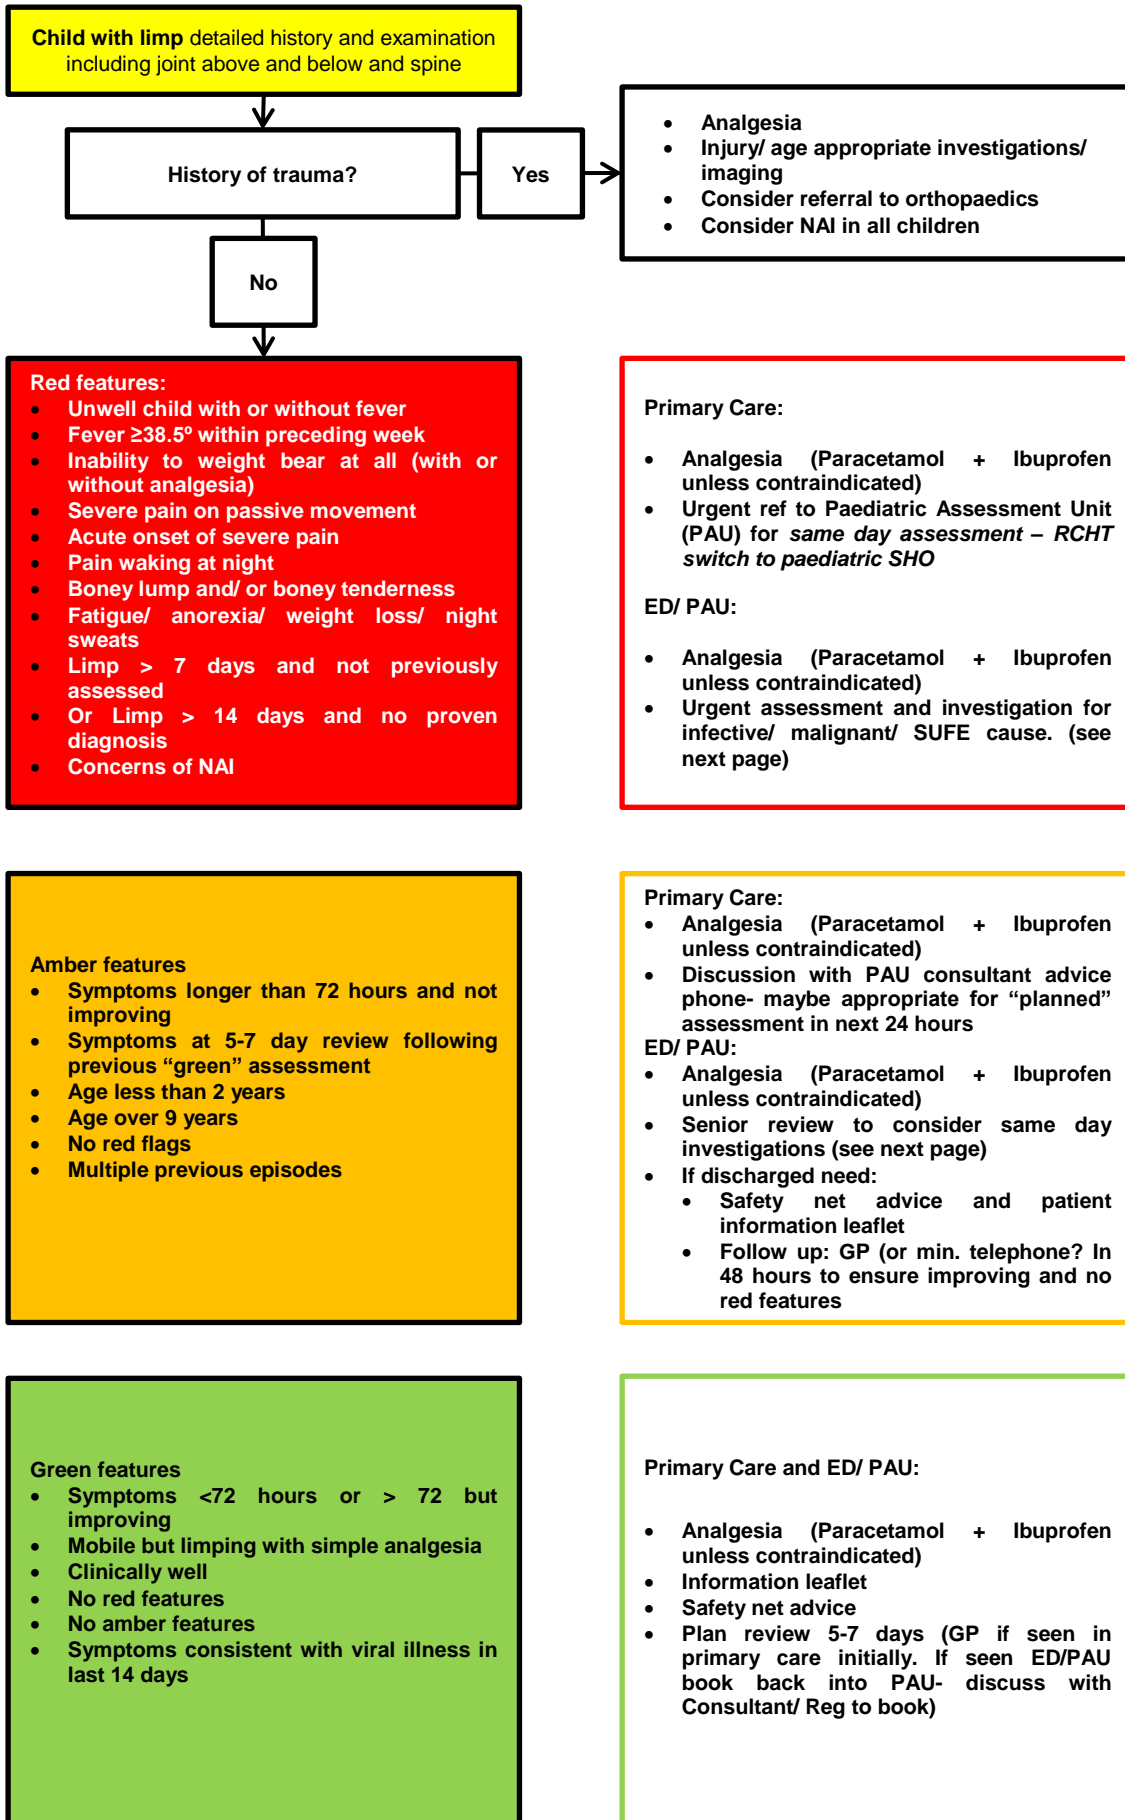 Child with limp detailed history and examination
including joint above and below and spine
History of trauma?
Yes
• Analgesia
• Injury/ age appropriate investigations/
imaging
• Consider referral to orthopaedics
• Consider NAI in all children
No
Red features:
• Unwell child with or without fever
• Fever ≥38.5º within preceding week
• Inability to weight bear at all (with or
without analgesia)
• Severe pain on passive movement
• Acute onset of severe pain
• Pain waking at night
• Boney lump and/ or boney tenderness
• Fatigue/ anorexia/ weight loss/ night
sweats
• Limp > 7 days and not previously
assessed
• Or Limp > 14 days and no proven
diagnosis
• Concerns of NAI
Primary Care:
• Analgesia (Paracetamol + Ibuprofen
unless contraindicated)
• Urgent ref to Paediatric Assessment Unit
(PAU) for same day assessment – RCHT
switch to paediatric SHO
ED/ PAU:
• Analgesia (Paracetamol + Ibuprofen
unless contraindicated)
• Urgent assessment and investigation for
infective/ malignant/ SUFE cause. (see
next page)
Amber features
• Symptoms longer than 72 hours and not
improving
• Symptoms at 5-7 day review following
previous “green” assessment
• Age less than 2 years
• Age over 9 years
• No red flags
• Multiple previous episodes
Primary Care:
• Analgesia (Paracetamol + Ibuprofen
unless contraindicated)
• Discussion with PAU consultant advice
phone- maybe appropriate for “planned”
assessment in next 24 hours
ED/ PAU:
• Analgesia (Paracetamol + Ibuprofen
unless contraindicated)
• Senior review to consider same day
investigations (see next page)
• If discharged need:
• Safety net advice and patient
information leaflet
• Follow up: GP (or min. telephone? In
48 hours to ensure improving and no
red features
Green features
• Symptoms <72 hours or > 72 but
improving
• Mobile but limping with simple analgesia
• Clinically well
• No red features
• No amber features
• Symptoms consistent with viral illness in
last 14 days
Primary Care and ED/ PAU:
• Analgesia (Paracetamol + Ibuprofen
unless contraindicated)
• Information leaflet
• Safety net advice
• Plan review 5-7 days (GP if seen in
primary care initially. If seen ED/PAU
book back into PAU- discuss with
Consultant/ Reg to book)